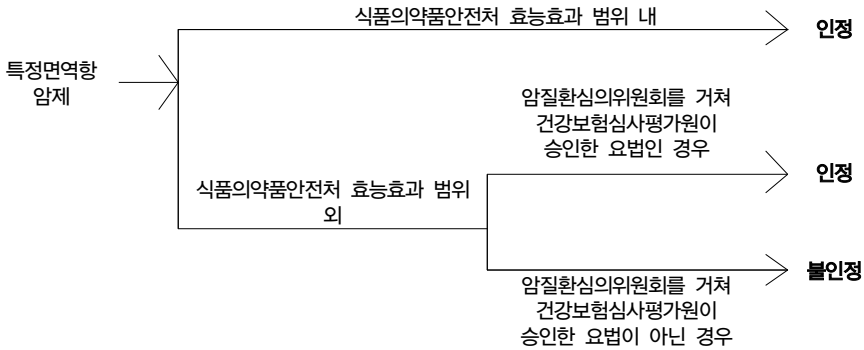 식품의약품안전처 효능효과 범위 내
인정
특정면역항
암제
암질환심의위원회를 거쳐
건강보험심사평가원이
승인한 요법인 경우
인정
식품의약품안전처 효능효과 범위
외
불인정
암질환심의위원회를 거쳐
건강보험심사평가원이
승인한 요법이 아닌 경우